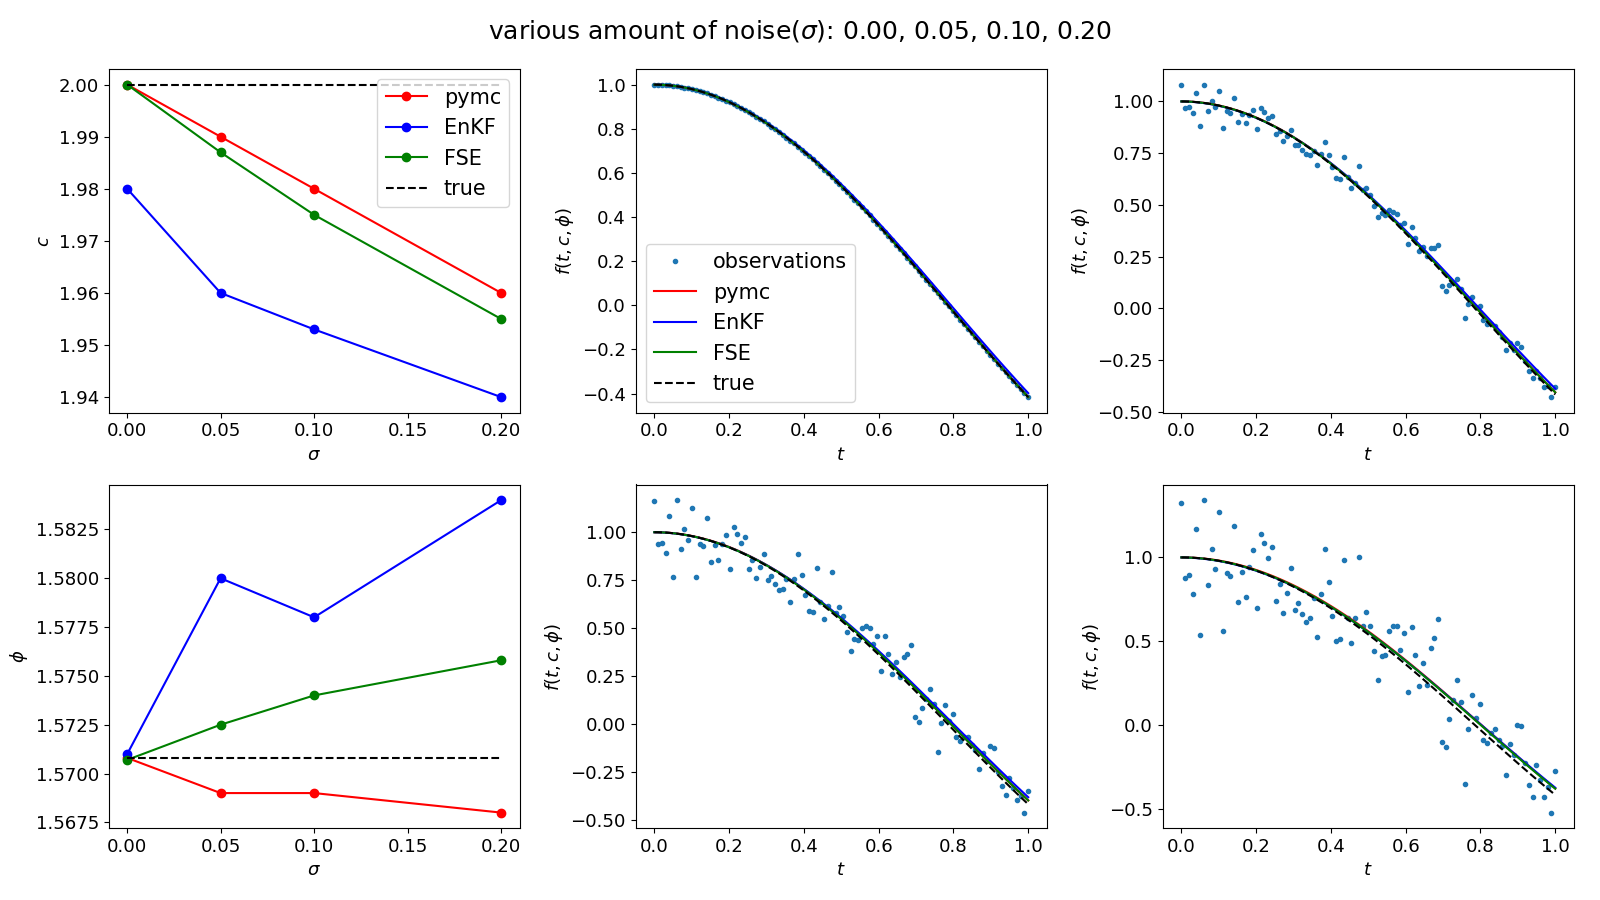 various amount of noise(σ): 0.00, 0.05, 0.10, 0.20
2.00
1.99
1.98
1.97
1.96
1.95
1.94
c
0.00 0.05 0.10 0.15 0.20
σ
pymc
EnKF
FSE
true
1.0
0.8
0.6
0.4
0.2
0.0
−0.2
−0.4
f(t, c, ϕ)
0.0 0.2 0.4 0.6 0.8 1.0
t
observations
pymc
EnKF
FSE
true
1.00
0.75
0.50
0.25
0.00
−0.25
−0.50
f(t, c, ϕ)
0.0 0.2 0.4 0.6 0.8 1.0
t
1.5825
1.5800
1.5775
1.5750
1.5725
1.5700
1.5675
ϕ
0.00 0.05 0.10 0.15 0.20
σ
1.00
0.75
0.50
0.25
0.00
−0.25
−0.50
f(t, c, ϕ)
0.0 0.2 0.4 0.6 0.8 1.0
t
1.0
0.5
0.0
−0.5
f(t, c, ϕ)
0.0 0.2 0.4 0.6 0.8 1.0
t